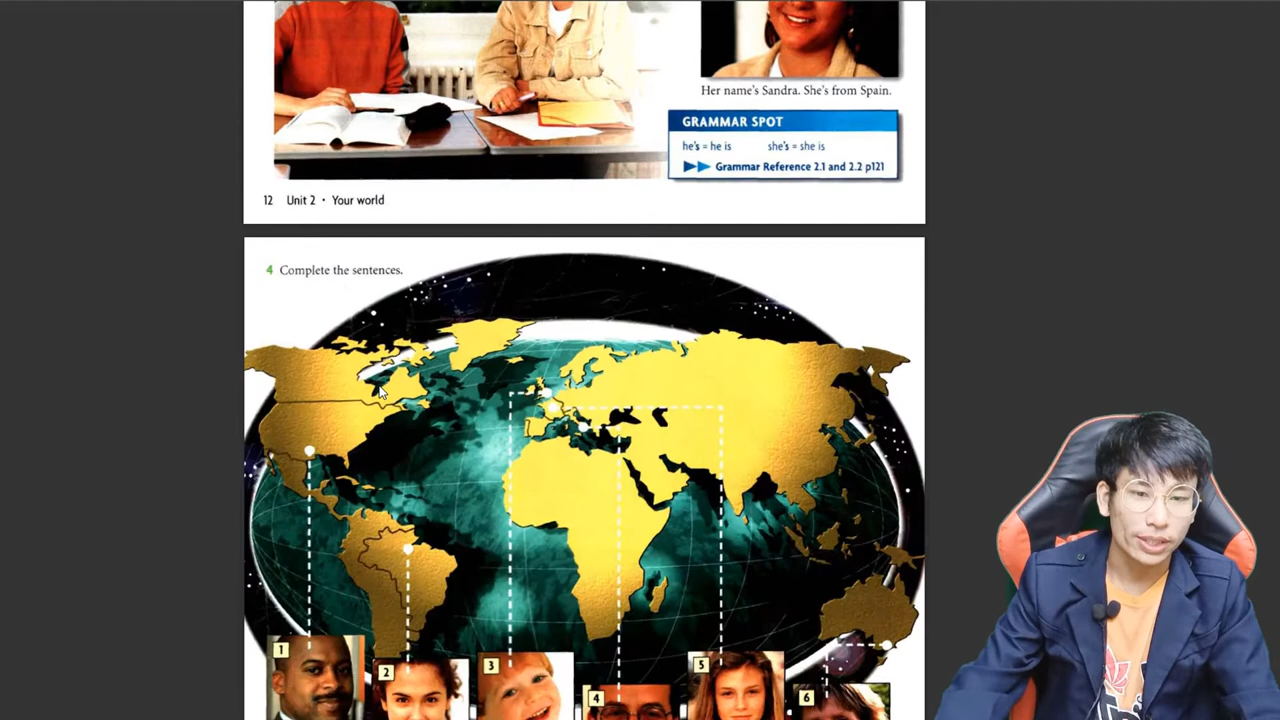 Her name's Sandra. She's from Spain.
GRAMMAR SPOT
he's = he is she's = she is
Grammar Reference 2.1 and 2.2 p121
12 Unit 2 • Your world
4 Complete the sentences.
1
2
3
4
5
6